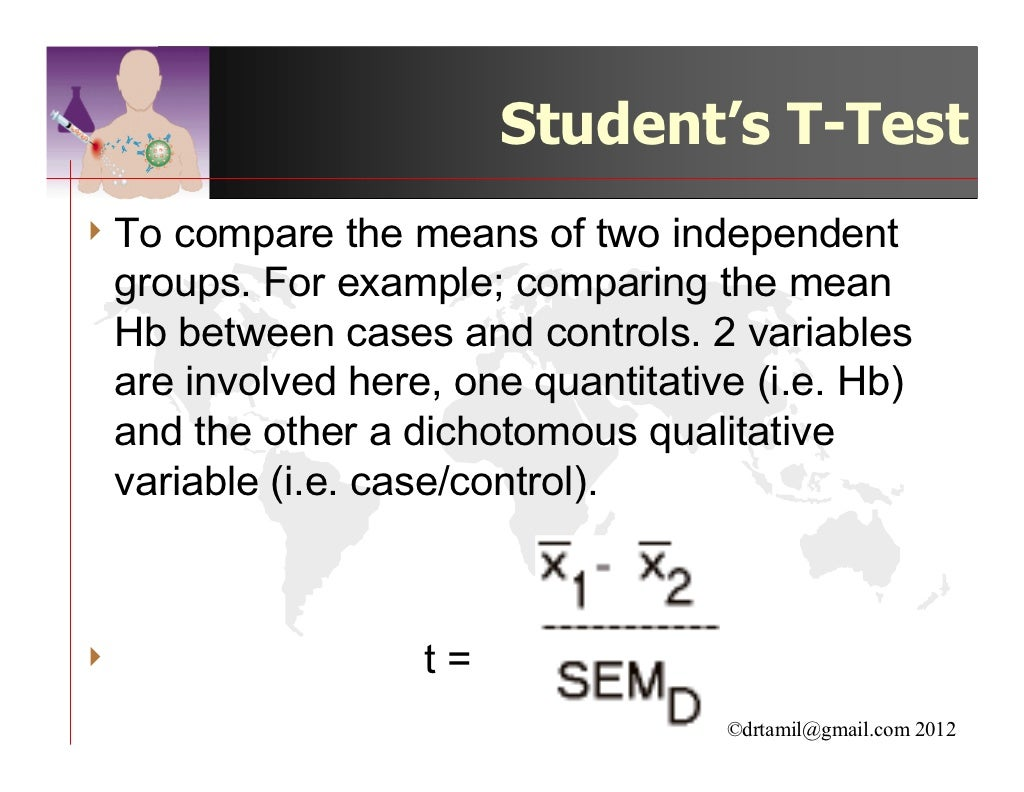 Student’s T-Test
To compare the means of two independent
groups. For example; comparing the mean
Hb between cases and controls. 2 variables
are involved here, one quantitative (i.e. Hb)
and the other a dichotomous qualitative
variable (i.e. case/control).
x̅1 - x̅2
-----------
t =
SEMD
©drtamil@gmail.com 2012